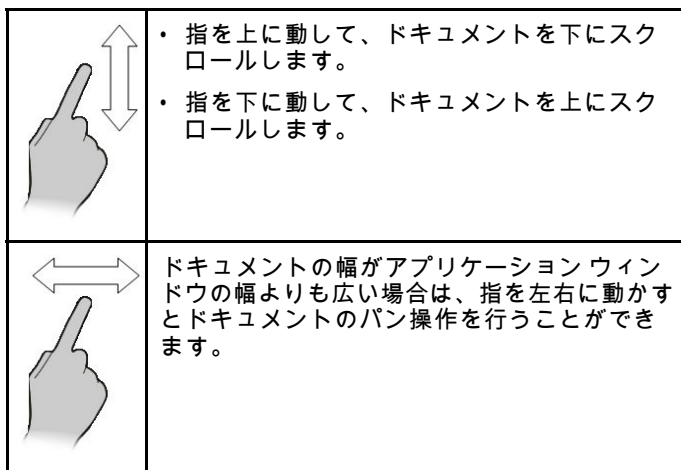 ・ 指を上に動して、ドキュメントを下にスク
ロールします。
・ 指を下に動して、ドキュメントを上にスク
ロールします。
ドキュメントの幅がアプリケーション ウィン
ドウの幅よりも広い場合は、指を左右に動かす
とドキュメントのパン操作を行うことができ
ます。